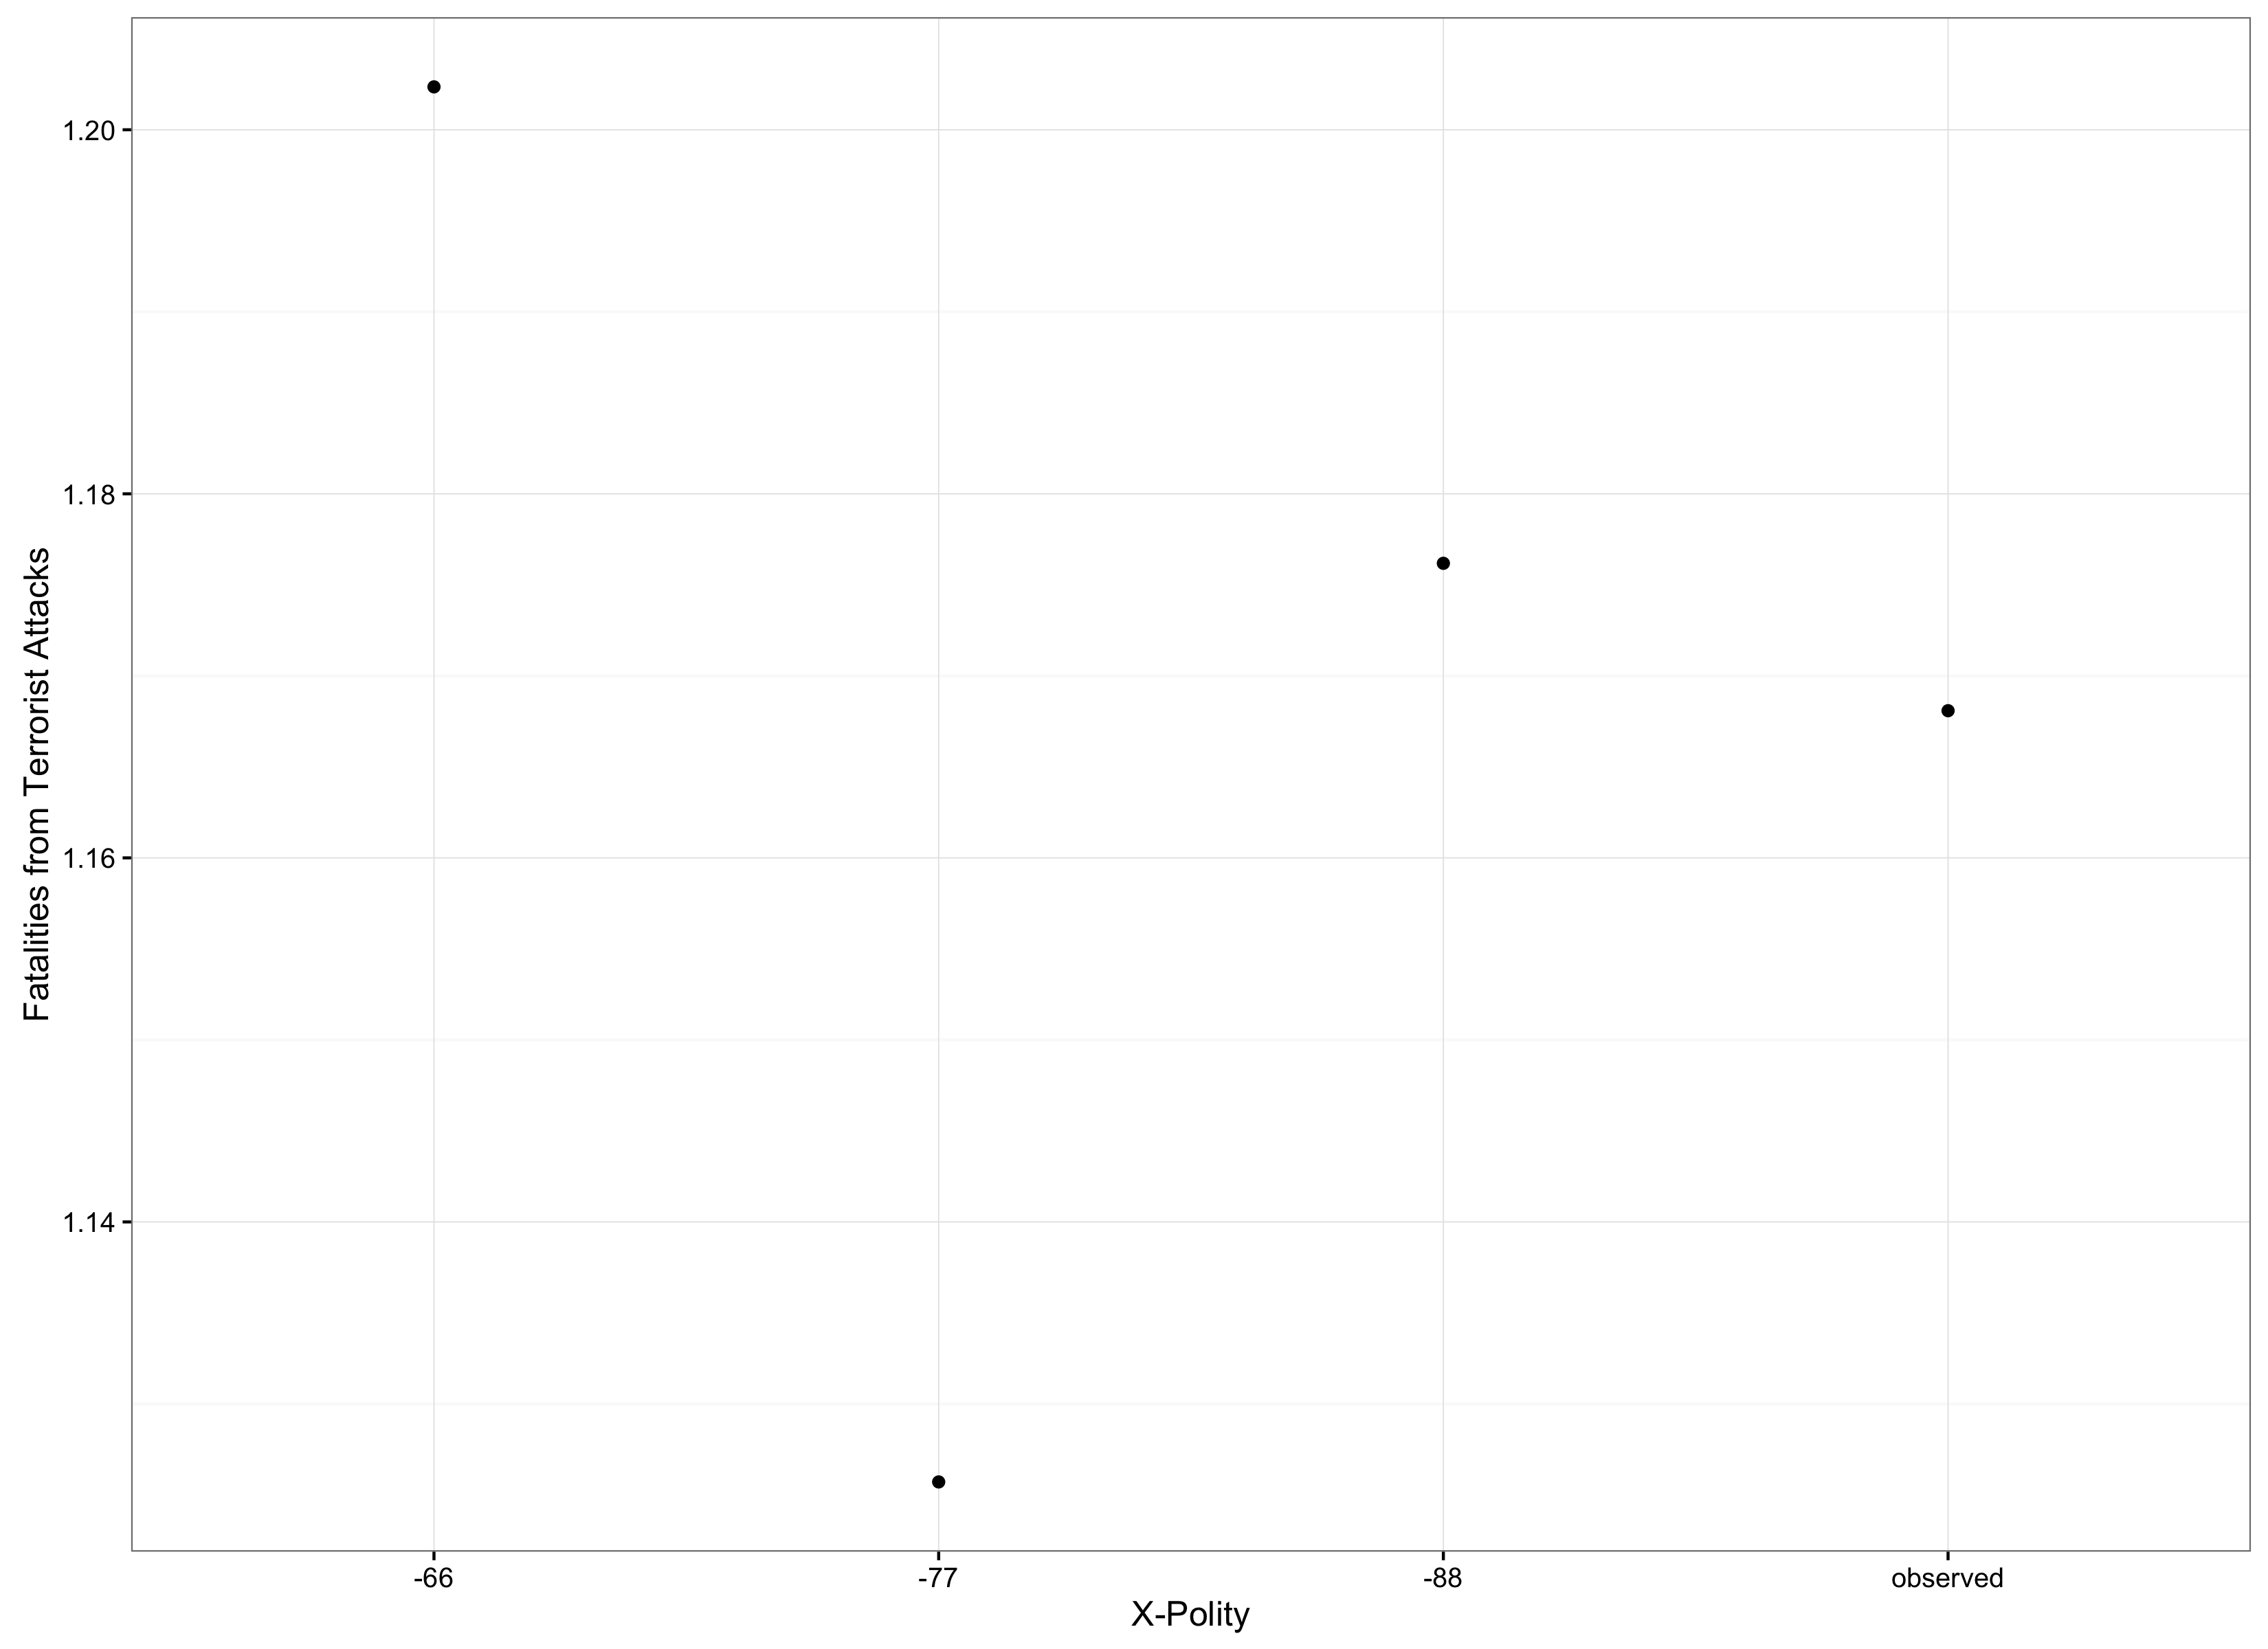 Fatalities from Terrorist Attacks
1.20
1.18
1.16
1.14
-66 -77 -88 observed
X-Polity